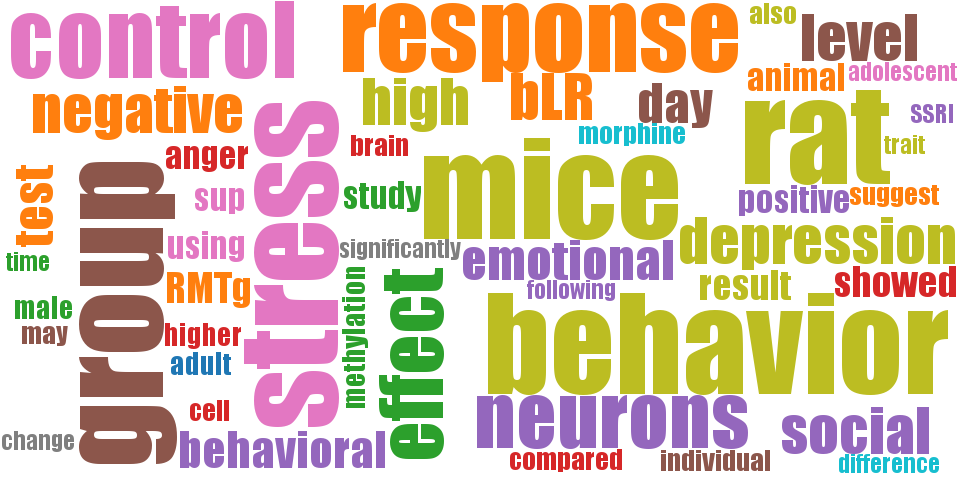 control
response
also
level
animal
adolescent
negative
high
bLR
day
rat
SSRI
morphine
trait
stress
anger
brain
mice
test
group
sup
study
positive
suggest
using
significantly
emotional
depression
time
RMTg
methylation
effect
following
result
showed
male
may
higher
adult
behavior
cell
neurons
social
change
behavioral
compared
individual
difference